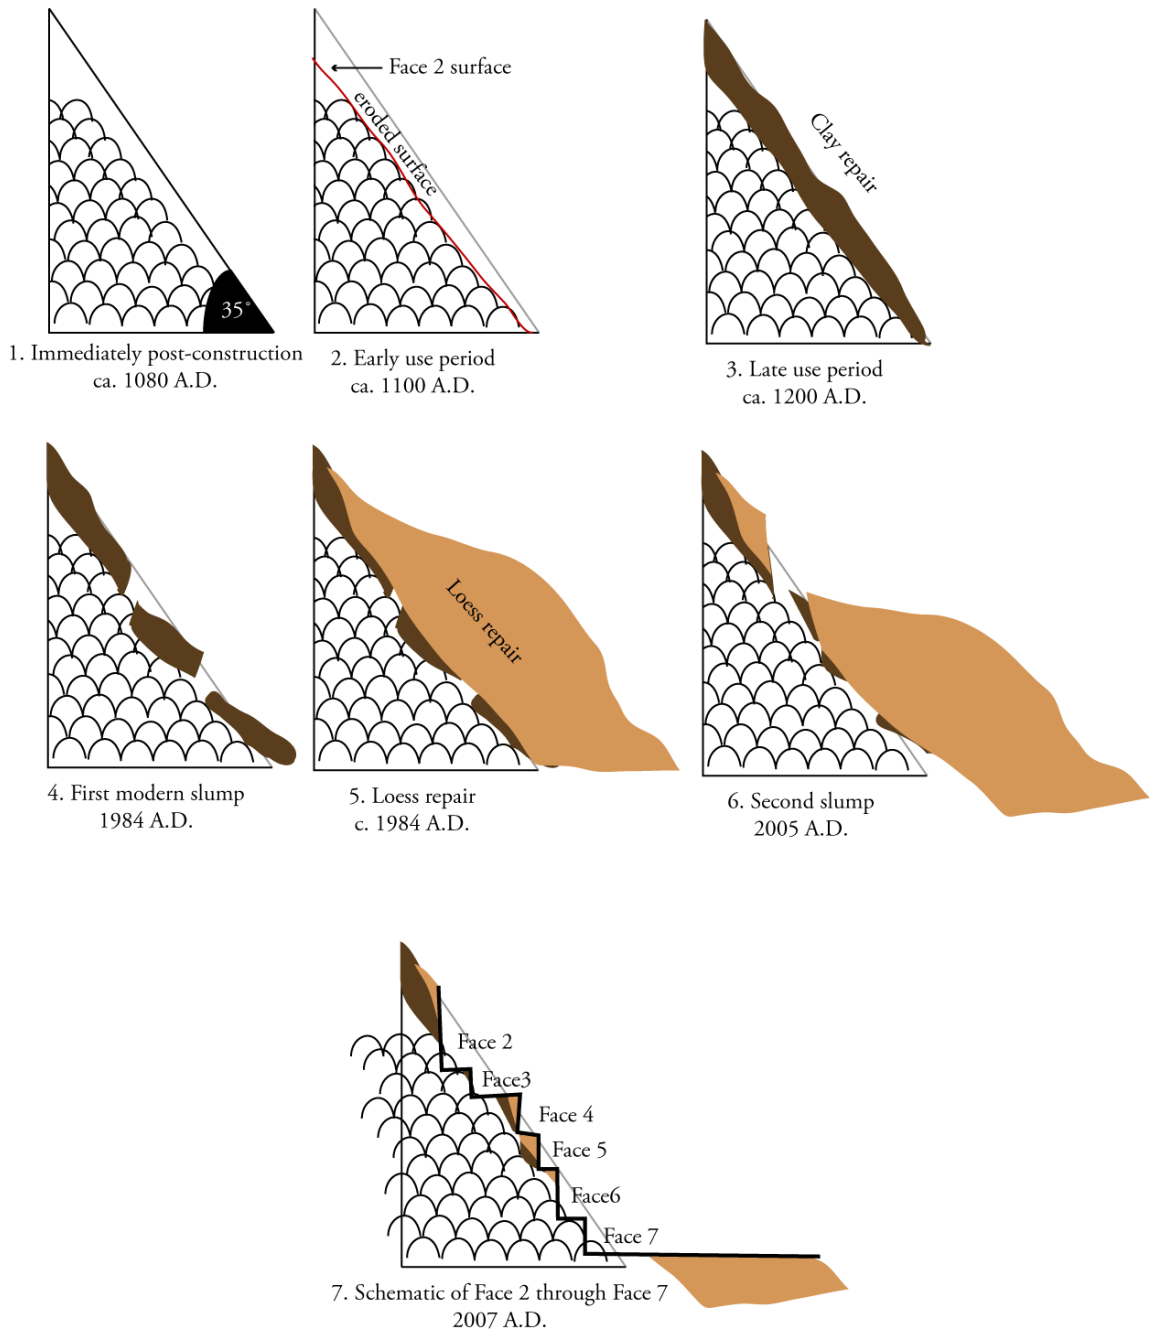 Face 2 surface
eroded surface
Clay repair
35°
1. Immediately post-construction
ca. 1080 A.D.
2. Early use period
ca. 1100 A.D.
3. Late use period
ca. 1200 A.D.
Loess repair
4. First modern slump
1984 A.D.
5. Loess repair
c. 1984 A.D.
6. Second slump
2005 A.D.
Face 2
Face3
Face 4
Face 5
Face6
Face 7
7. Schematic of Face 2 through Face 7
2007 A.D.